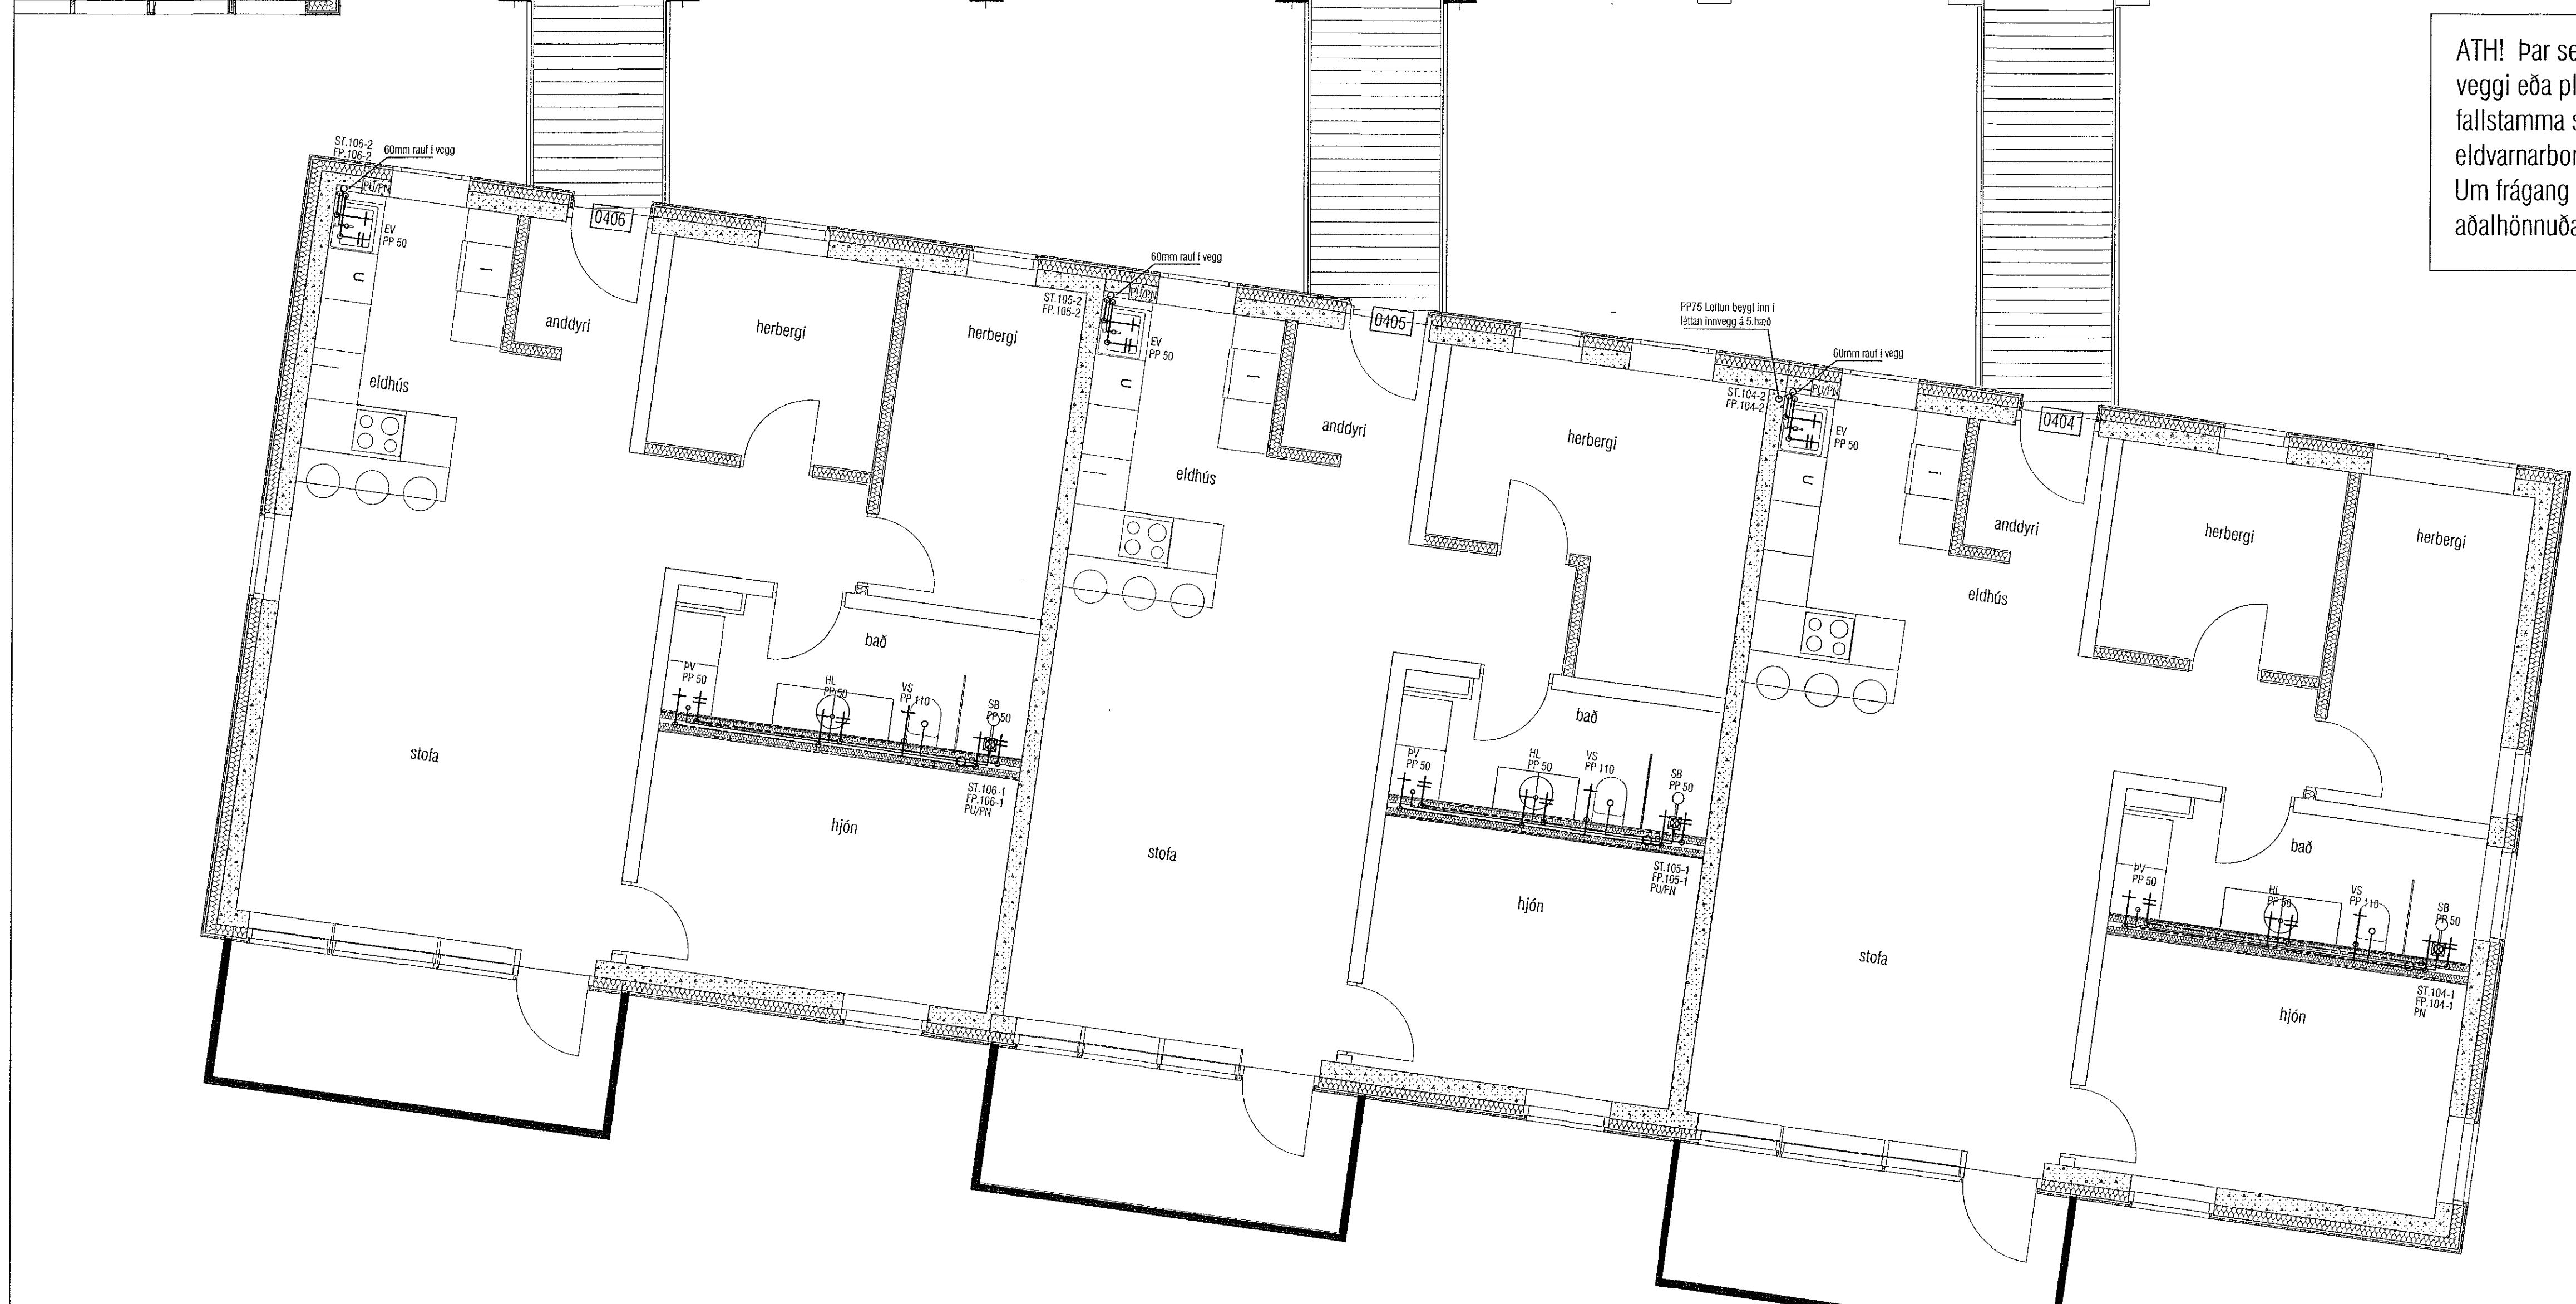 ATH! Þar se
veggi eða pl
fallstamma s
eldvarnarbor
Um frágang
aðalhönnuða
ST.106-2
FP.106-2
60mm rauf í vegg
PU/PN
EV
PP 50
U
Í
0406
anddyri
herbergi
herbergi
eldhús
bað
ÞV
PP 50
HL
PP 50
VS
PP 110
SB
PP 50
stofa
hjón
ST.106-1
FP.106-1
PU/PN
ST.105-2
FP.105-2
60mm rauf í vegg
PU/PN
EV
PP 50
U
Í
0405
anddyri
herbergi
eldhús
bað
ÞV
PP 50
HL
PP 50
VS
PP 110
SB
PP 50
stofa
hjón
ST.105-1
FP.105-1
PU/PN
PP75 Loftun beygt inn í
léttan innvegg á 5.hæð
ST.104-2
FP.104-2
60mm rauf í vegg
PU/PN
EV
PP 50
U
Í
0404
anddyri
herbergi
herbergi
eldhús
bað
ÞV
PP 50
HL
PP 50
VS
PP 110
SB
PP 50
stofa
hjón
ST.104-1
FP.104-1
PN